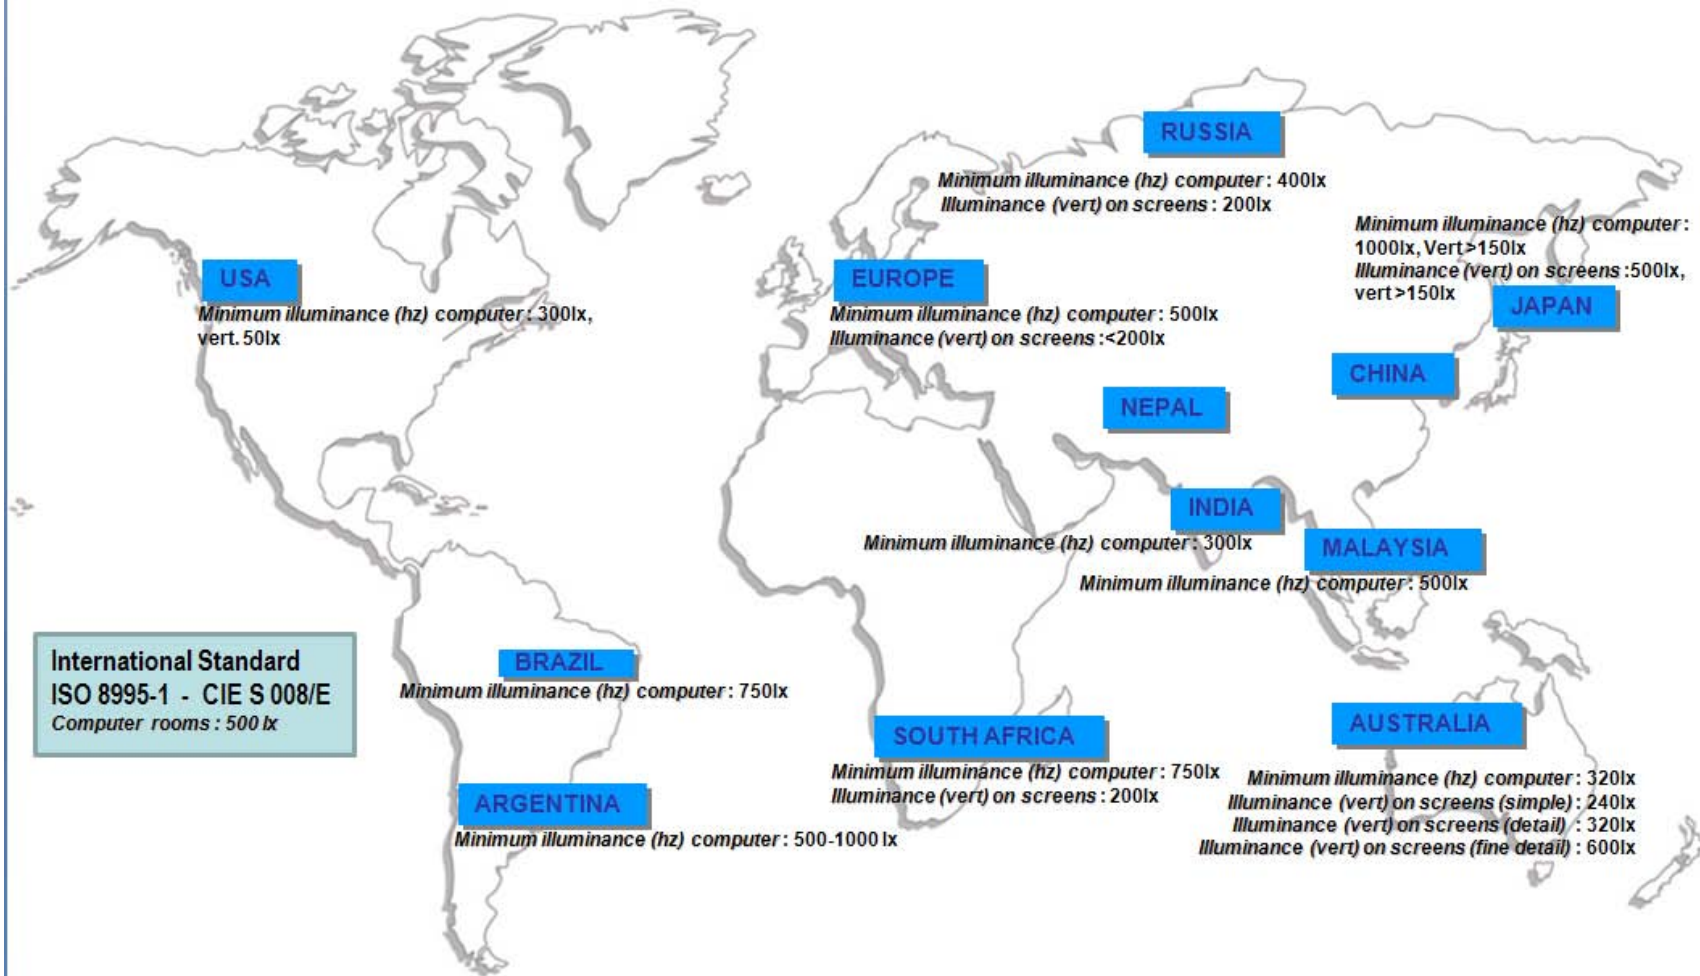 RUSSIA
Minimum illuminance (hz) computer : 400lx
Illuminance (vert) on screens : 200lx
Minimum illuminance (hz) computer :
1000lx, Vert >150lx
Illuminance (vert) on screens :500lx,
vert >150lx
JAPAN
USA
Minimum illuminance (hz) computer : 300lx,
vert. 50lx
EUROPE
Minimum illuminance (hz) computer : 500lx
Illuminance (vert) on screens :<200lx
CHINA
NEPAL
INDIA
Minimum illuminance (hz) computer : 300lx
MALAYSIA
Minimum illuminance (hz) computer : 500lx
International Standard
ISO 8995-1 - CIE S 008/E
Computer rooms : 500 lx
BRAZIL
Minimum illuminance (hz) computer : 750lx
SOUTH AFRICA
Minimum illuminance (hz) computer : 750lx
Illuminance (vert) on screens : 200lx
AUSTRALIA
Minimum illuminance (hz) computer : 320lx
Illuminance (vert) on screens (simple) : 240lx
Illuminance (vert) on screens (detail) : 320lx
Illuminance (vert) on screens (fine detail) : 600lx
ARGENTINA
Minimum illuminance (hz) computer : 500-1000 lx